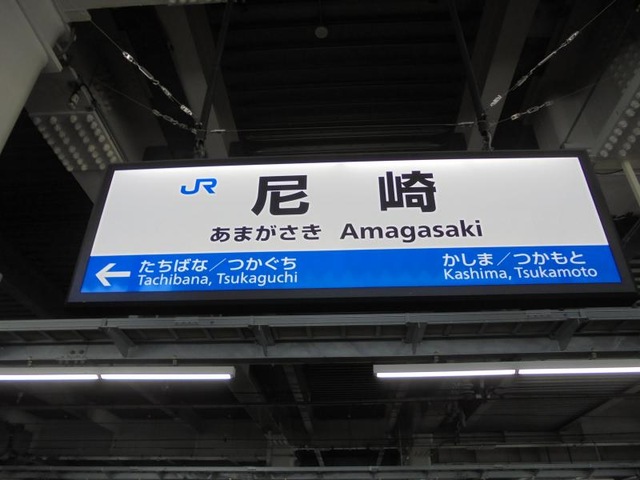 JR 尼崎
あまがさき Amagasaki
← たちばな／つかぐち かしま／つかもと
Tachibana, Tsukaguchi Kashima, Tsukamoto